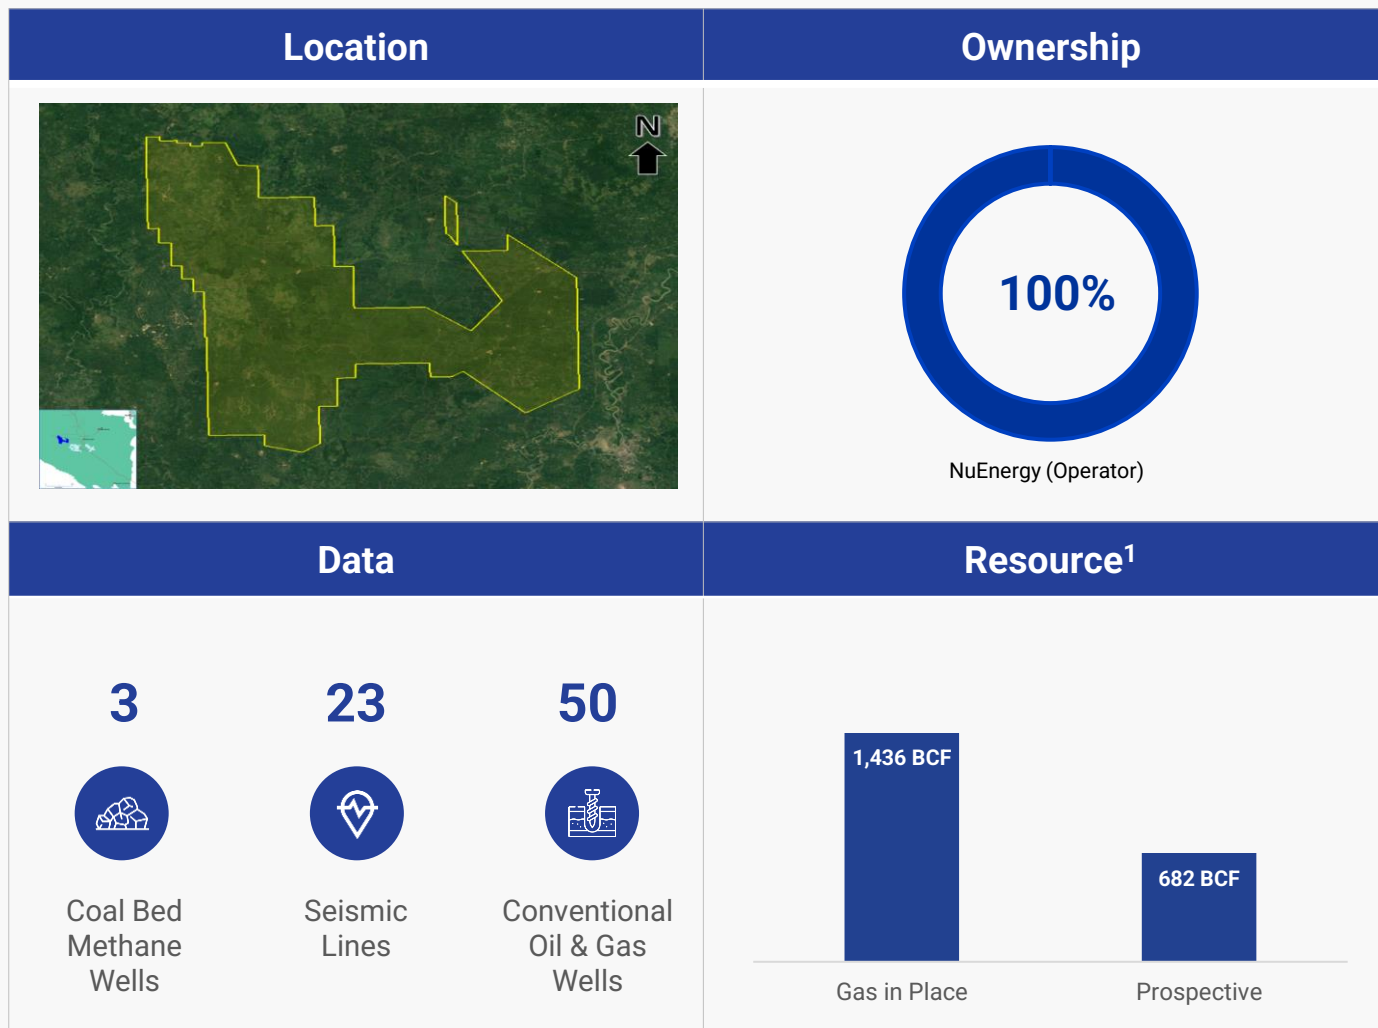 Location
Ownership
N
100%
NuEnergy (Operator)
Data
Resource¹
3
23
50
Coal Bed
Methane
Wells
Seismic
Lines
Conventional
Oil & Gas
Wells
1,436 BCF
682 BCF
Gas in Place
Prospective